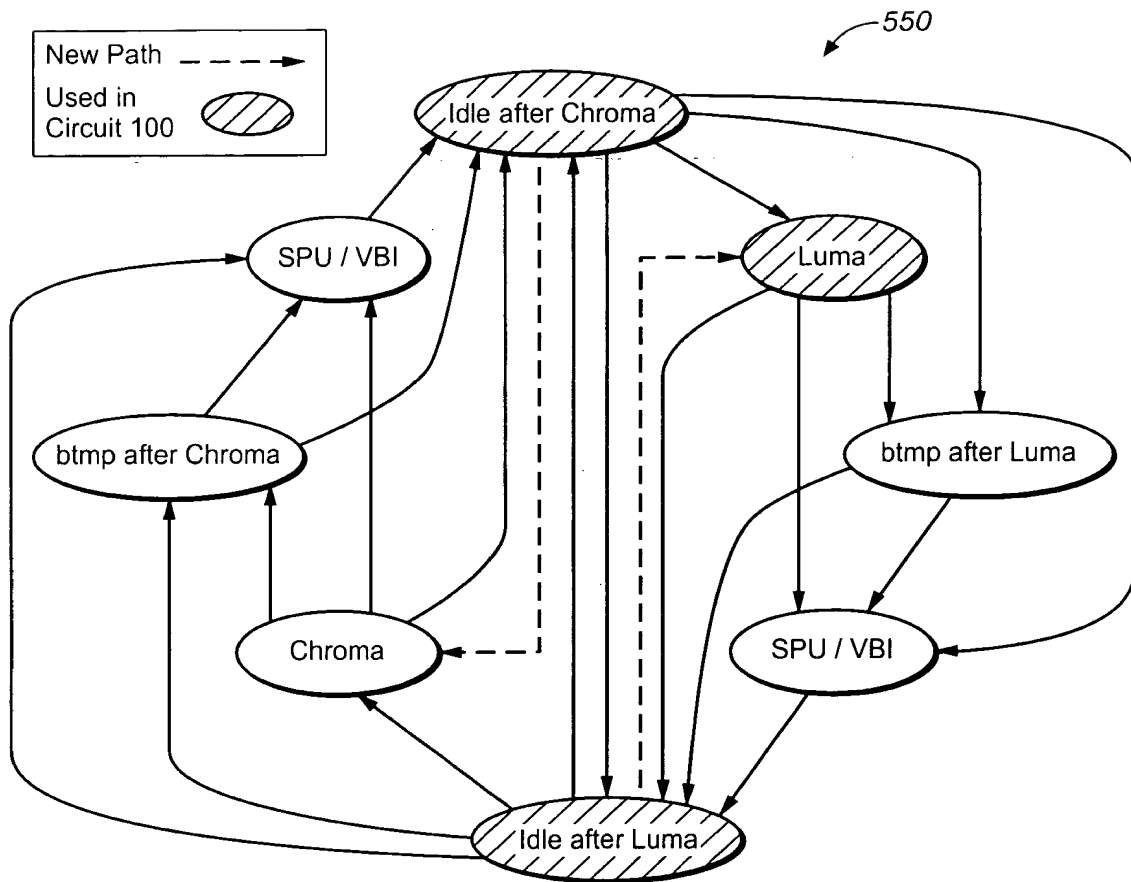 550
New Path
Used in
Circuit 100
Idle after Chroma
SPU / VBI
Luma
btmp after Chroma
btmp after Luma
Chroma
SPU / VBI
Idle after Luma